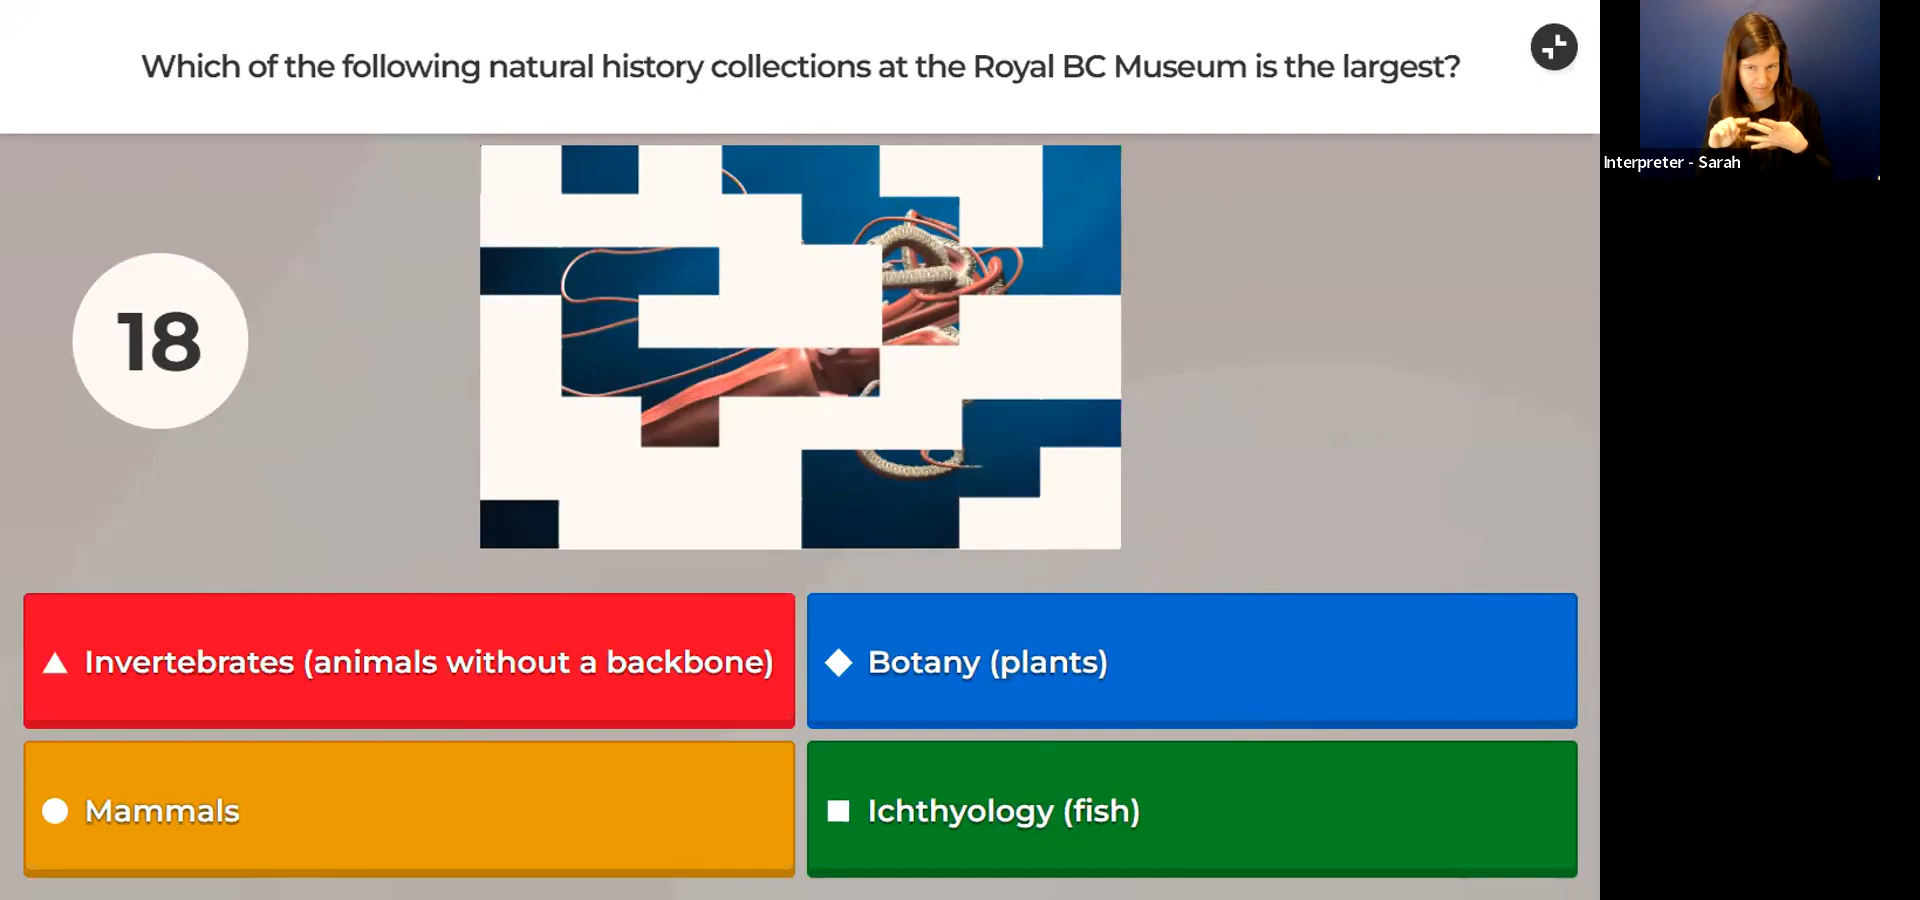 Which of the following natural history collections at the Royal BC Museum is the largest?
Interpreter - Sarah
18
Invertebrates (animals without a backbone)
Botany (plants)
Mammals
Ichthyology (fish)